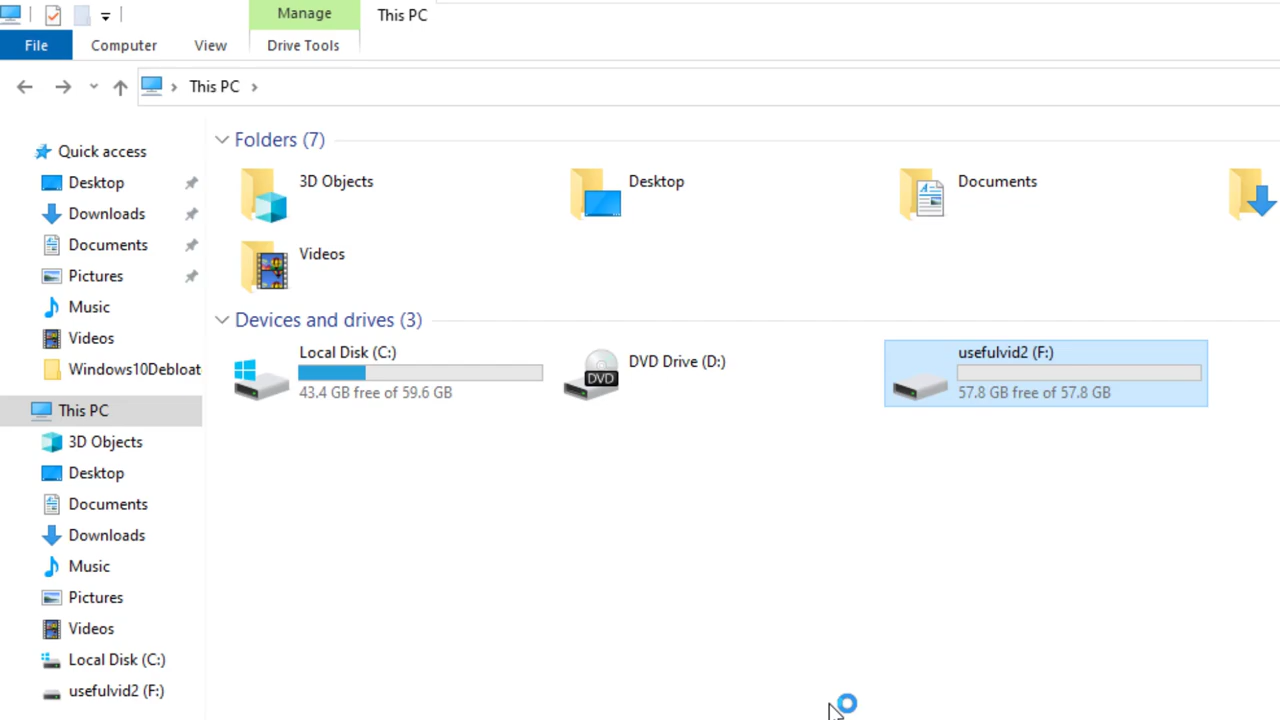 Manage
This PC
File
Computer
View
Drive Tools
This PC
Quick access
Desktop
Downloads
Documents
Pictures
Music
Videos
Windows10Debloat
This PC
3D Objects
Desktop
Documents
Downloads
Music
Pictures
Videos
Local Disk (C:)
usefulvid2 (F:)
Folders (7)
3D Objects
Desktop
Documents
Videos
Devices and drives (3)
Local Disk (C:)
43.4 GB free of 59.6 GB
DVD
DVD Drive (D:)
usefulvid2 (F:)
57.8 GB free of 57.8 GB